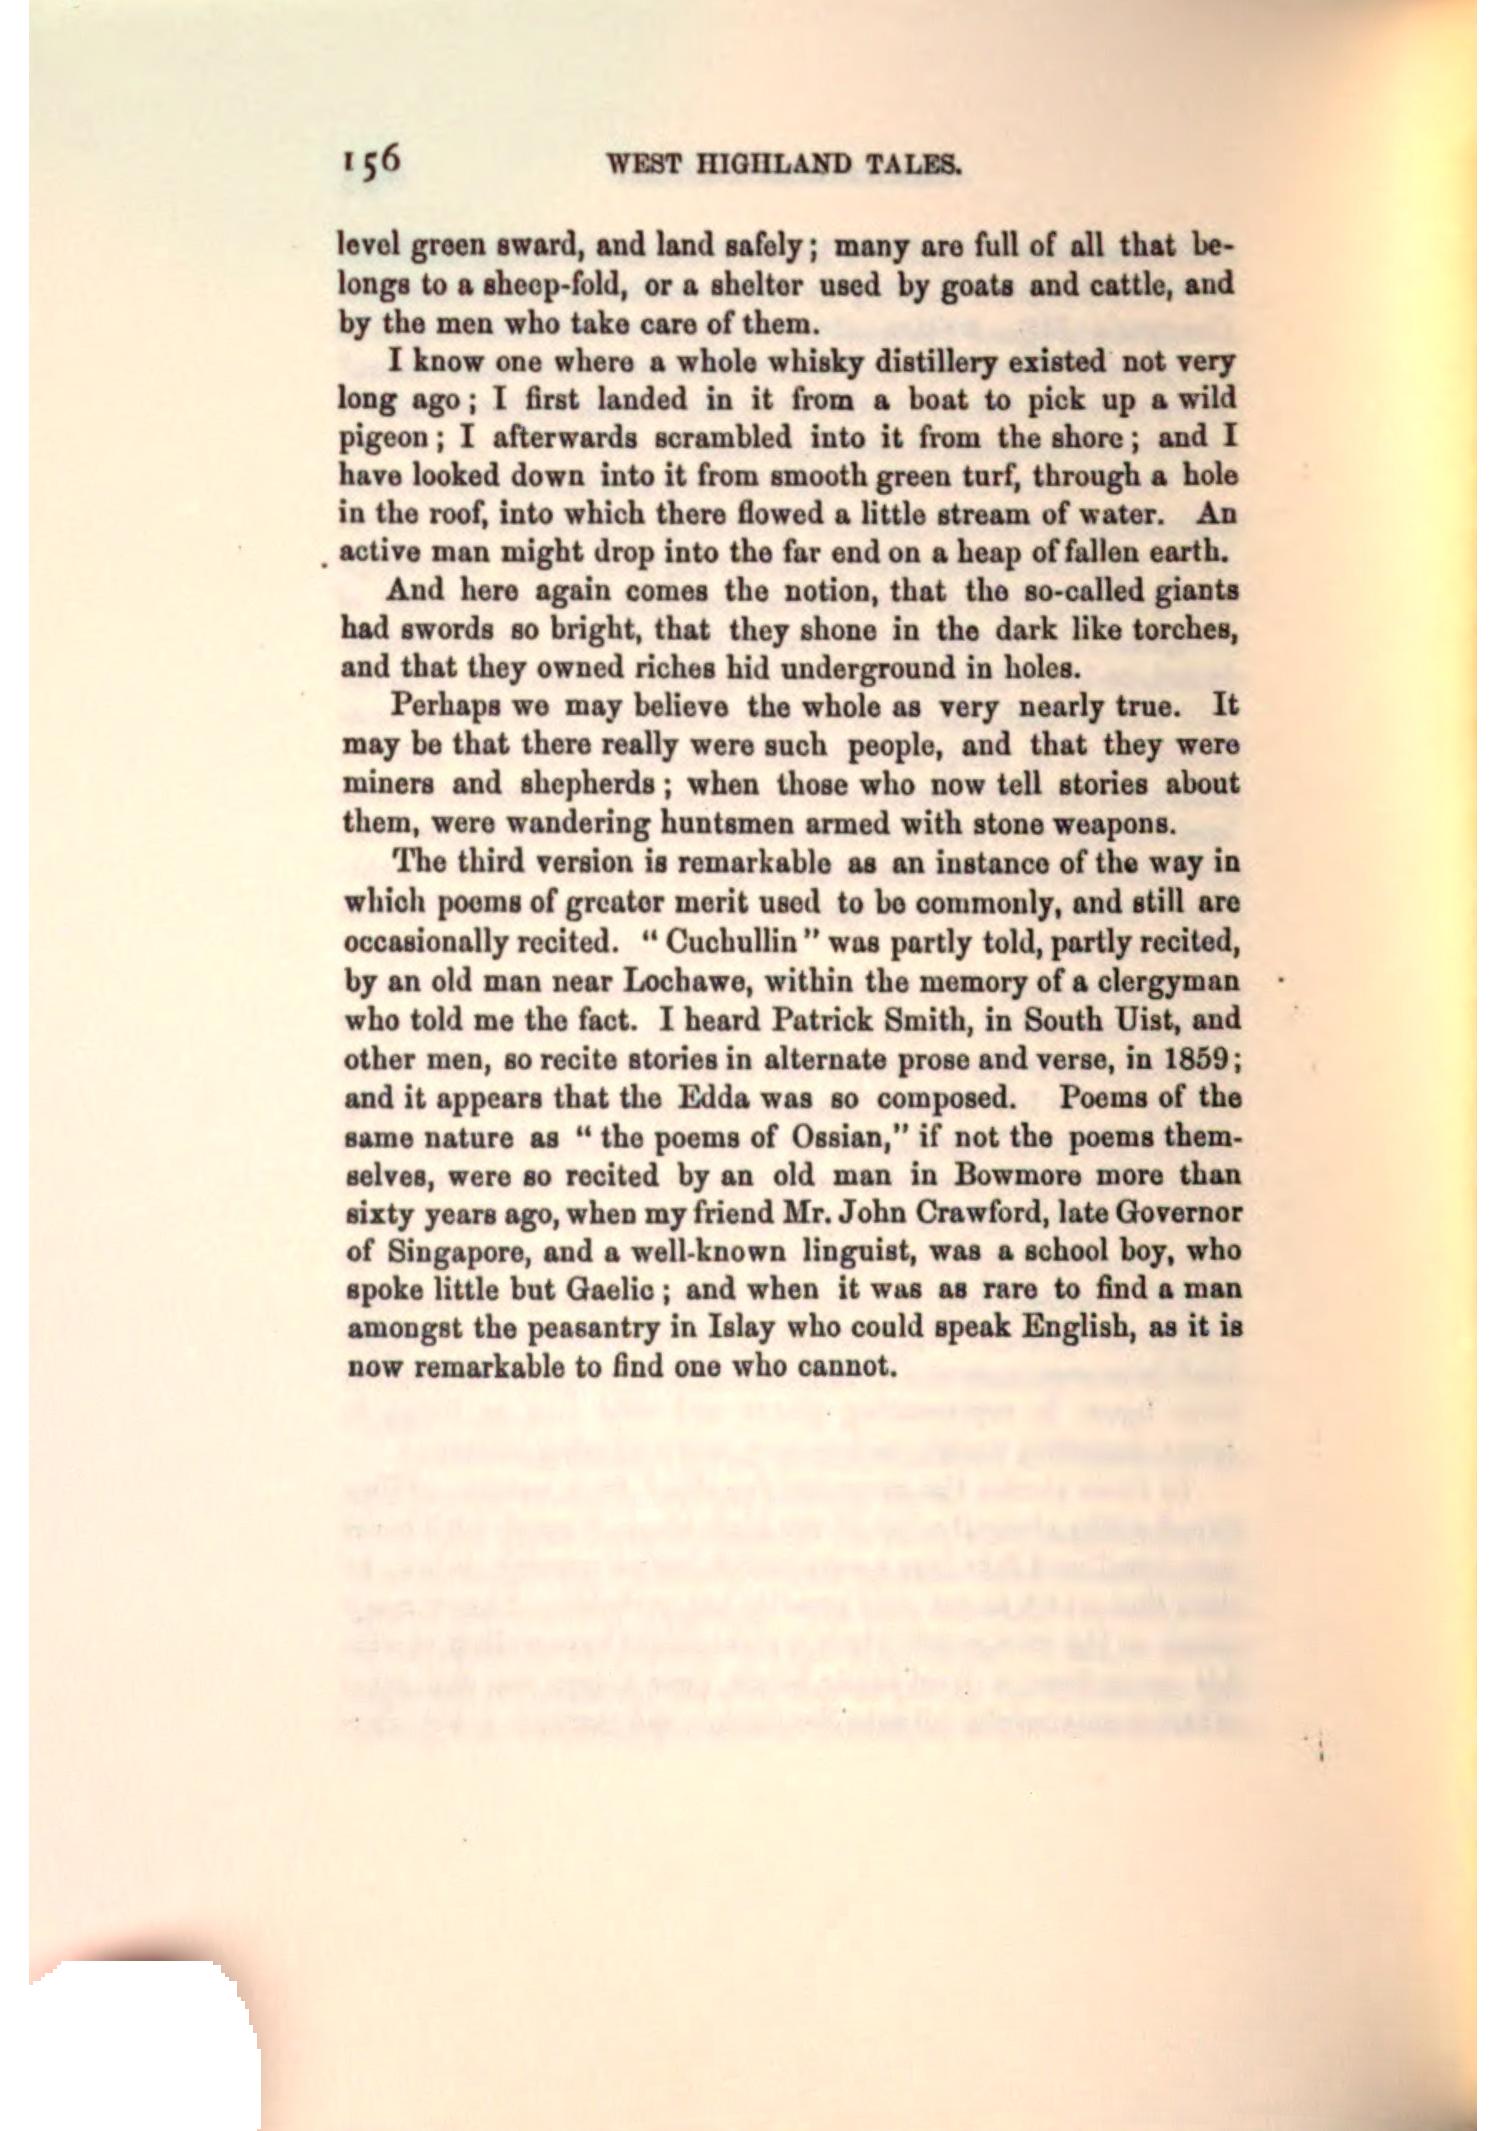 156 WEST HIGHLAND TALES.
level green sward, and land safely; many are full of all that be-
longs to a sheep-fold, or a shelter used by goats and cattle, and
by the men who take care of them.
I know one where a whole whisky distillery existed not very
long ago; I first landed in it from a boat to pick up a wild
pigeon; I afterwards scrambled into it from the shore; and I
have looked down into it from smooth green turf, through a hole
in the roof, into which there flowed a little stream of water. An
active man might drop into the far end on a heap of fallen earth.
And here again comes the notion, that the so-called giants
had swords so bright, that they shone in the dark like torches,
and that they owned riches hid underground in holes.
Perhaps we may believe the whole as very nearly true. It
may be that there really were such people, and that they were
miners and shepherds; when those who now tell stories about
them, were wandering huntsmen armed with stone weapons.
The third version is remarkable as an instance of the way in
which poems of greater merit used to be commonly, and still are
occasionally recited. "Cuchullin" was partly told, partly recited,
by an old man near Lochawe, within the memory of a clergyman
who told me the fact. I heard Patrick Smith, in South Uist, and
other men, so recite stories in alternate prose and verse, in 1859;
and it appears that the Edda was so composed. Poems of the
same nature as "the poems of Ossian," if not the poems them-
selves, were so recited by an old man in Bowmore more than
sixty years ago, when my friend Mr. John Crawford, late Governor
of Singapore, and a well-known linguist, was a school boy, who
spoke little but Gaelic; and when it was as rare to find a man
amongst the peasantry in Islay who could speak English, as it is
now remarkable to find one who cannot.